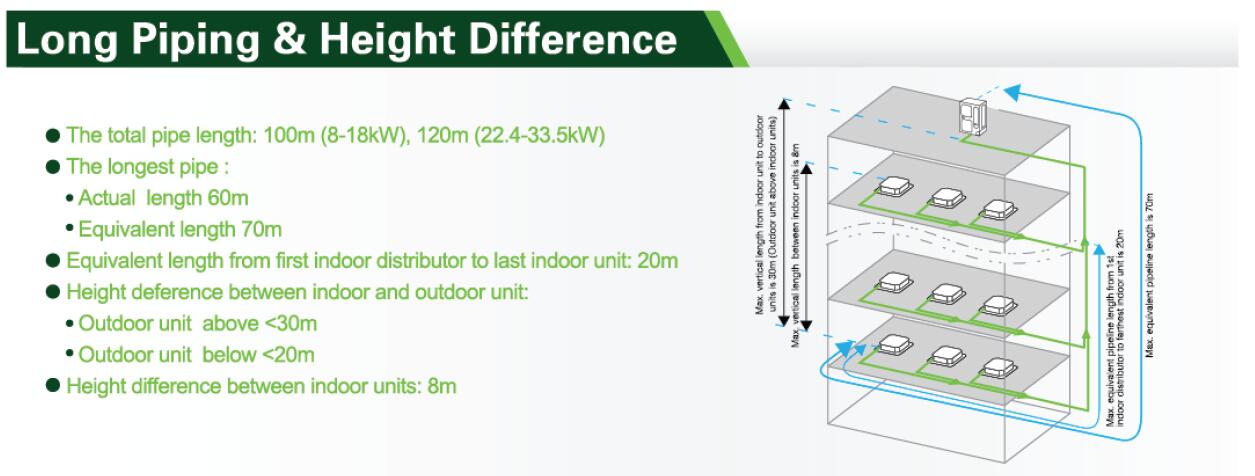 Long Piping & Height Difference
● The total pipe length: 100m (8-18kW), 120m (22.4-33.5kW)
● The longest pipe :
• Actual length 60m
• Equivalent length 70m
● Equivalent length from first indoor distributor to last indoor unit: 20m
● Height deference between indoor and outdoor unit:
• Outdoor unit above <30m
• Outdoor unit below <20m
● Height difference between indoor units: 8m
Max. vertical length from indoor unit to outdoor
units is 30m (Outdoor unit above indoor units)
Max. vertical length between indoor units is 8m
Max. equivalent pipeline length from 1st
indoor distributor to farthest indoor unit is 20m
Max. equivalent pipeline length is 70m